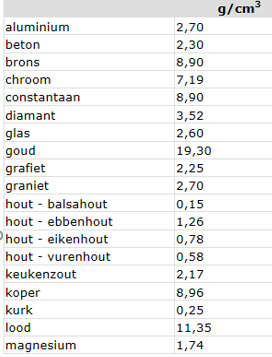 g/cm³
aluminium 2,70
beton 2,30
brons 8,90
chroom 7,19
constantaan 8,90
diamant 3,52
glas 2,60
goud 19,30
grafiet 2,25
graniet 2,70
hout - balsahout 0,15
hout - ebbenhout 1,26
hout - eikenhout 0,78
hout - vurenhout 0,58
keukenzout 2,17
koper 8,96
kurk 0,25
lood 11,35
magnesium 1,74